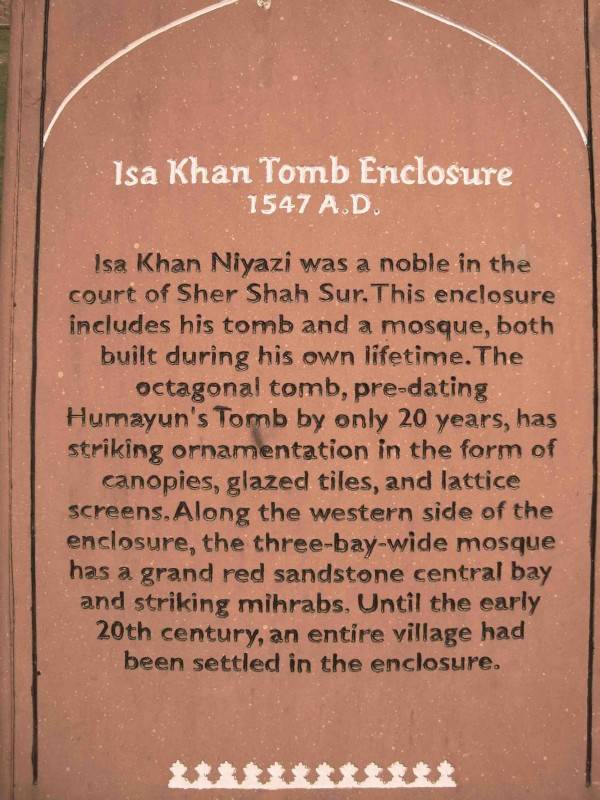 Isa Khan Tomb Enclosure
1547 A.D.
Isa Khan Niyazi was a noble in the
court of Sher Shah Sur. This enclosure
includes his tomb and a mosque, both
built during his own lifetime. The
octagonal tomb, pre-dating
Humayun's Tomb by only 20 years, has
striking ornamentation in the form of
canopies, glazed tiles, and lattice
screens. Along the western side of the
enclosure, the three-bay-wide mosque
has a grand red sandstone central bay
and striking mihrabs. Until the early
20th century, an entire village had
been settled in the enclosure.